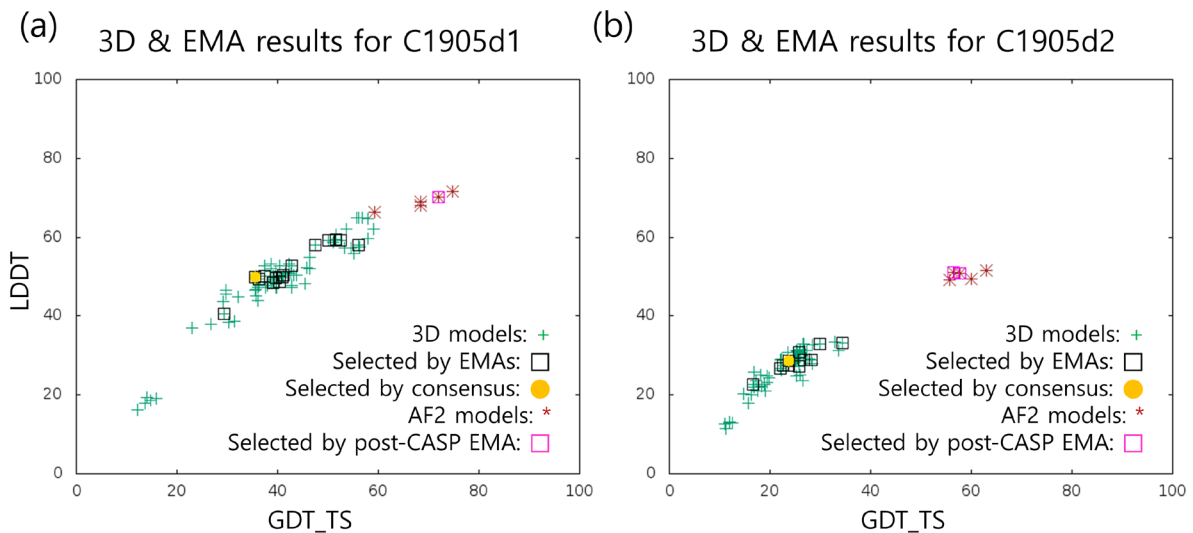 (a)
3D & EMA results for C1905d1
100
80
60
40
20
0
LDDT
3D models:
Selected by EMAs:
Selected by consensus:
AF2 models: *
Selected by post-CASP EMA:
0 20 40 60 80 100
GDT_TS
(b)
3D & EMA results for C1905d2
100
80
60
40
20
0
3D models:
Selected by EMAs:
Selected by consensus:
AF2 models: *
Selected by post-CASP EMA:
0 20 40 60 80 100
GDT_TS